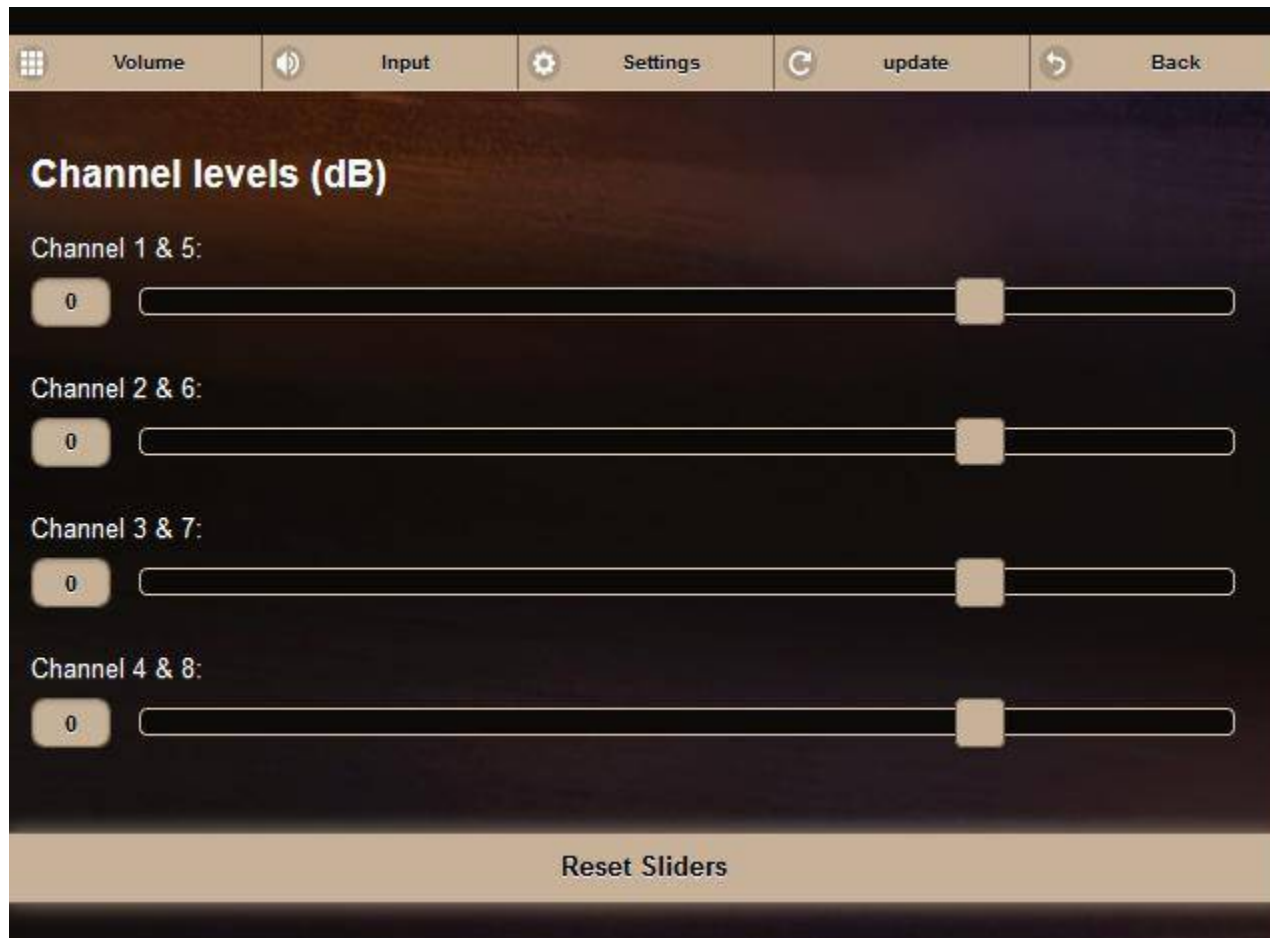 Volume Input Settings update Back
Channel levels (dB)
Channel 1 & 5:
0
Channel 2 & 6:
0
Channel 3 & 7:
0
Channel 4 & 8:
0
Reset Sliders